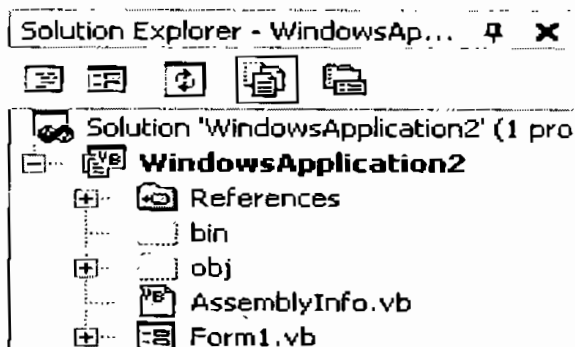 Solution Explorer - WindowsAp...
Solution 'WindowsApplication2' (1 pro
WindowsApplication2
References
bin
obj
AssemblyInfo.vb
Form1.vb